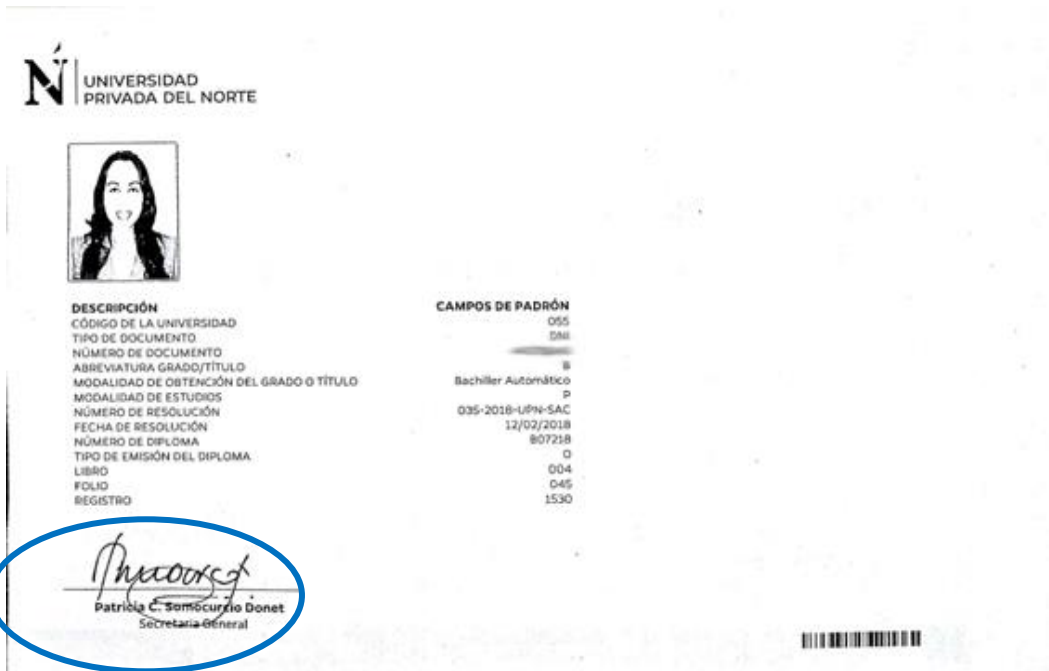 Ń UNIVERSIDAD
PRIVADA DEL NORTE
DESCRIPCIÓN CAMPOS DE PADRÓN
CÓDIGO DE LA UNIVERSIDAD 055
TIPO DE DOCUMENTO DNI
NÚMERO DE DOCUMENTO
ABREVIATURA GRADO/TÍTULO B
MODALIDAD DE OBTENCIÓN DEL GRADO O TÍTULO Bachiller Automático
MODALIDAD DE ESTUDIOS P
NÚMERO DE RESOLUCIÓN 035-2018-UPN-SAC
FECHA DE RESOLUCIÓN 12/02/2018
NÚMERO DE DIPLOMA B07218
TIPO DE EMISIÓN DEL DIPLOMA O
LIBRO 004
FOLIO 045
REGISTRO 1530
Patricia C. Somocurcio Donet
Secretaria General